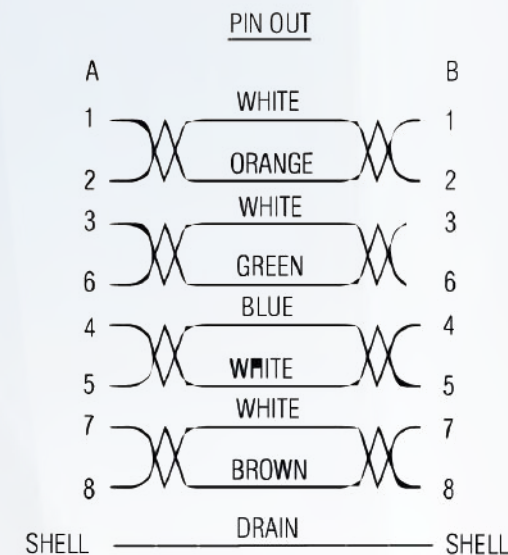 PIN OUT
A B
1 WHITE 1
2 ORANGE 2
3 WHITE 3
6 GREEN 6
4 BLUE 4
5 WHITE 5
7 WHITE 7
8 BROWN 8
SHELL DRAIN SHELL